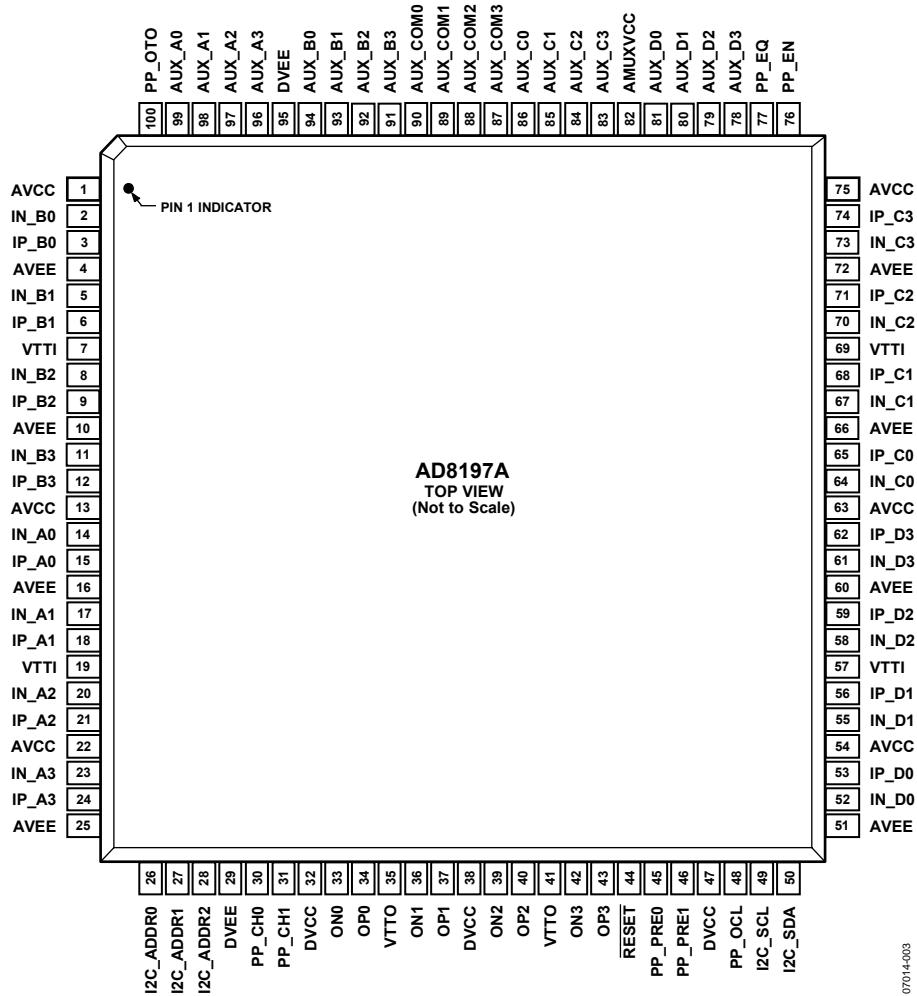 PP_OTO
AUX_A0
AUX_A1
AUX_A2
AUX_A3
DVEE
AUX_B0
AUX_B1
AUX_B2
AUX_B3
AUX_COM0
AUX_COM1
AUX_COM2
AUX_COM3
AUX_C0
AUX_C1
AUX_C2
AUX_C3
AMUXVCC
AUX_D0
AUX_D1
AUX_D2
AUX_D3
PP_EQ
PP_EN
100 99 98 97 96 95 94 93 92 91 90 89 88 87 86 85 84 83 82 81 80 79 78 77 76
AVCC 1
IN_B0 2
IP_B0 3
AVEE 4
IN_B1 5
IP_B1 6
VTTI 7
IN_B2 8
IP_B2 9
AVEE 10
IN_B3 11
IP_B3 12
AVCC 13
IN_A0 14
IP_A0 15
AVEE 16
IN_A1 17
IP_A1 18
VTTI 19
IN_A2 20
IP_A2 21
AVCC 22
IN_A3 23
IP_A3 24
AVEE 25
PIN 1 INDICATOR
AD8197A
TOP VIEW
(Not to Scale)
75 AVCC
74 IP_C3
73 IN_C3
72 AVEE
71 IP_C2
70 IN_C2
69 VTTI
68 IP_C1
67 IN_C1
66 AVEE
65 IP_C0
64 IN_C0
63 AVCC
62 IP_D3
61 IN_D3
60 AVEE
59 IP_D2
58 IN_D2
57 VTTI
56 IP_D1
55 IN_D1
54 AVCC
53 IP_D0
52 IN_D0
51 AVEE
26 27 28 29 30 31 32 33 34 35 36 37 38 39 40 41 42 43 44 45 46 47 48 49 50
I2C_ADDR0
I2C_ADDR1
I2C_ADDR2
DVEE
PP_CH0
PP_CH1
DVCC
ON0
OP0
VTTO
ON1
OP1
DVCC
ON2
OP2
VTTO
ON3
OP3
RESET
PP_PRE0
PP_PRE1
DVCC
PP_OCL
I2C_SCL
I2C_SDA
07014-003